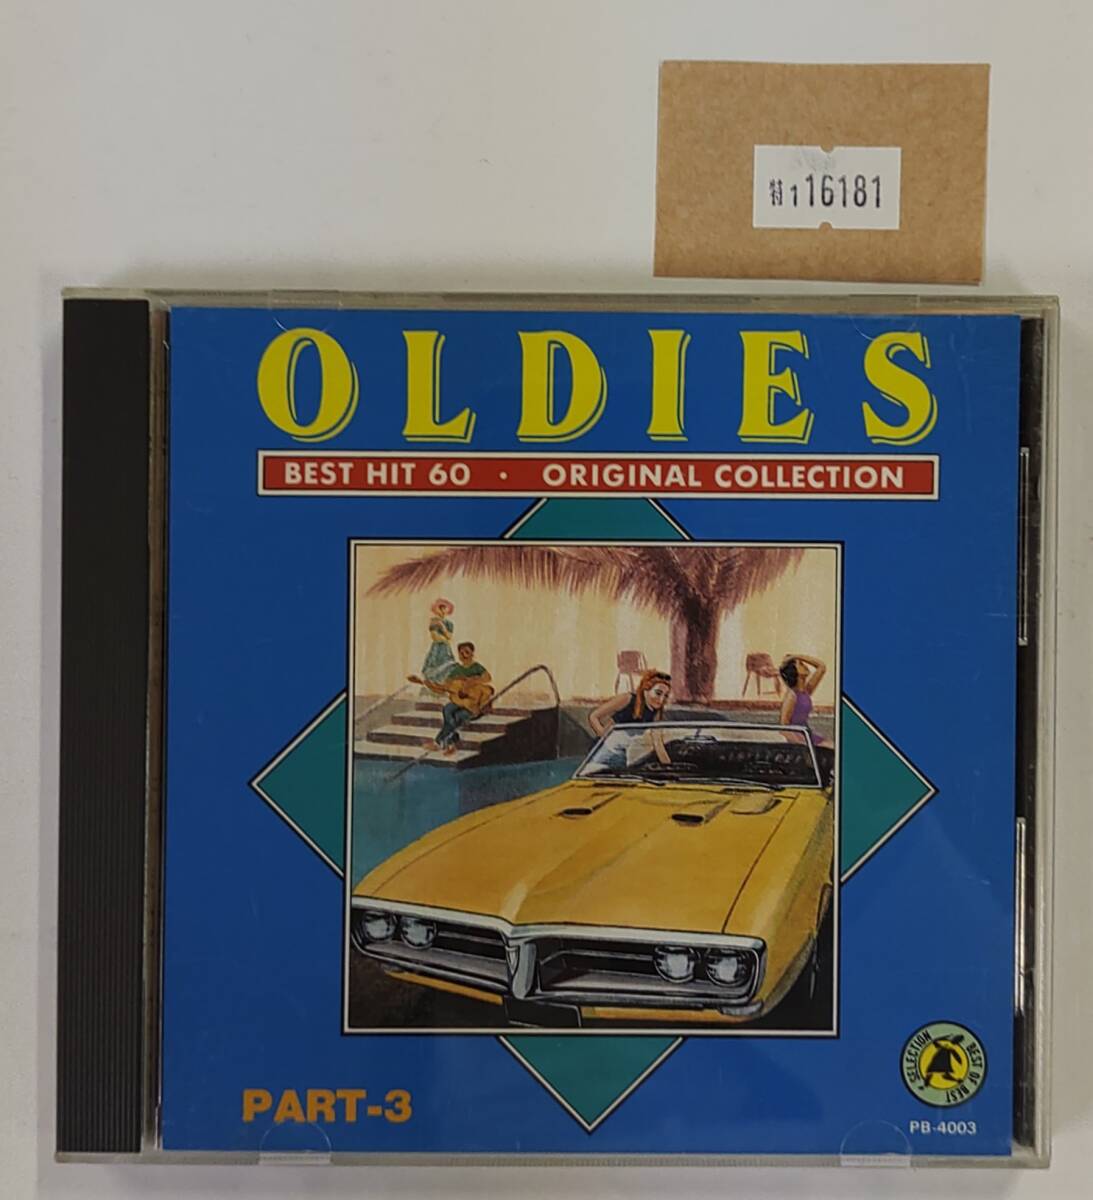 特116181
OLDIES
BEST HIT 60 · ORIGINAL COLLECTION
SELECTION BEST OF BEST
PART-3
PB-4003